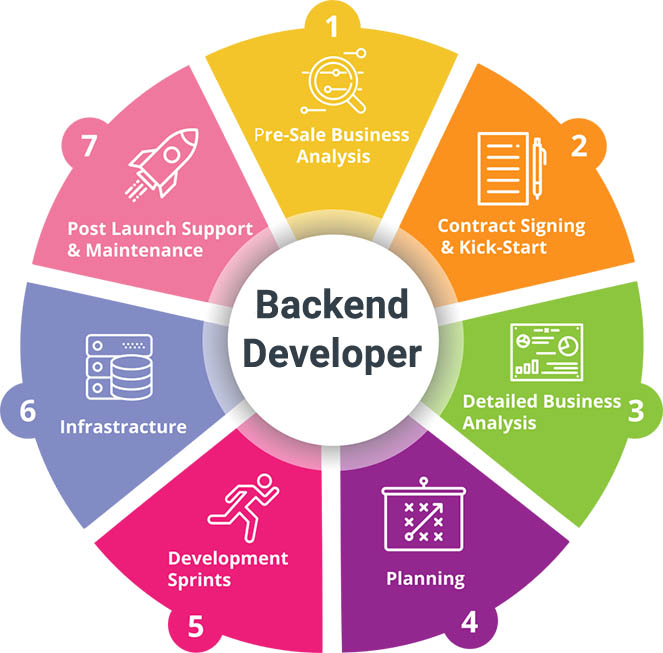 1
Pre-Sale Business
Analysis
2
Contract Signing
& Kick-Start
3
Detailed Business
Analysis
4
Planning
5
Development
Sprints
6
Infrastracture
7
Post Launch Support
& Maintenance
Backend
Developer